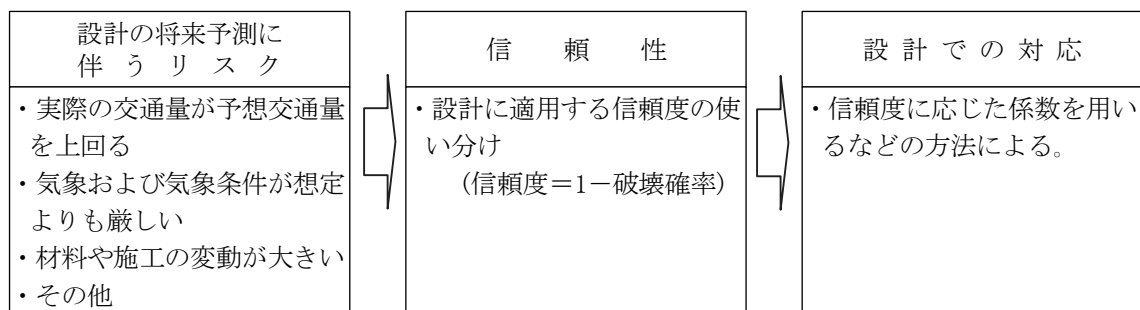 設計の将来予測に
伴うリスク
・実際の交通量が予想交通量
を上回る
・気象および気象条件が想定
よりも厳しい
・材料や施工の変動が大きい
・その他
信頼性
・設計に適用する信頼度の使
い分け
（信頼度＝1－破壊確率）
設計での対応
・信頼度に応じた係数を用い
るなどの方法による。